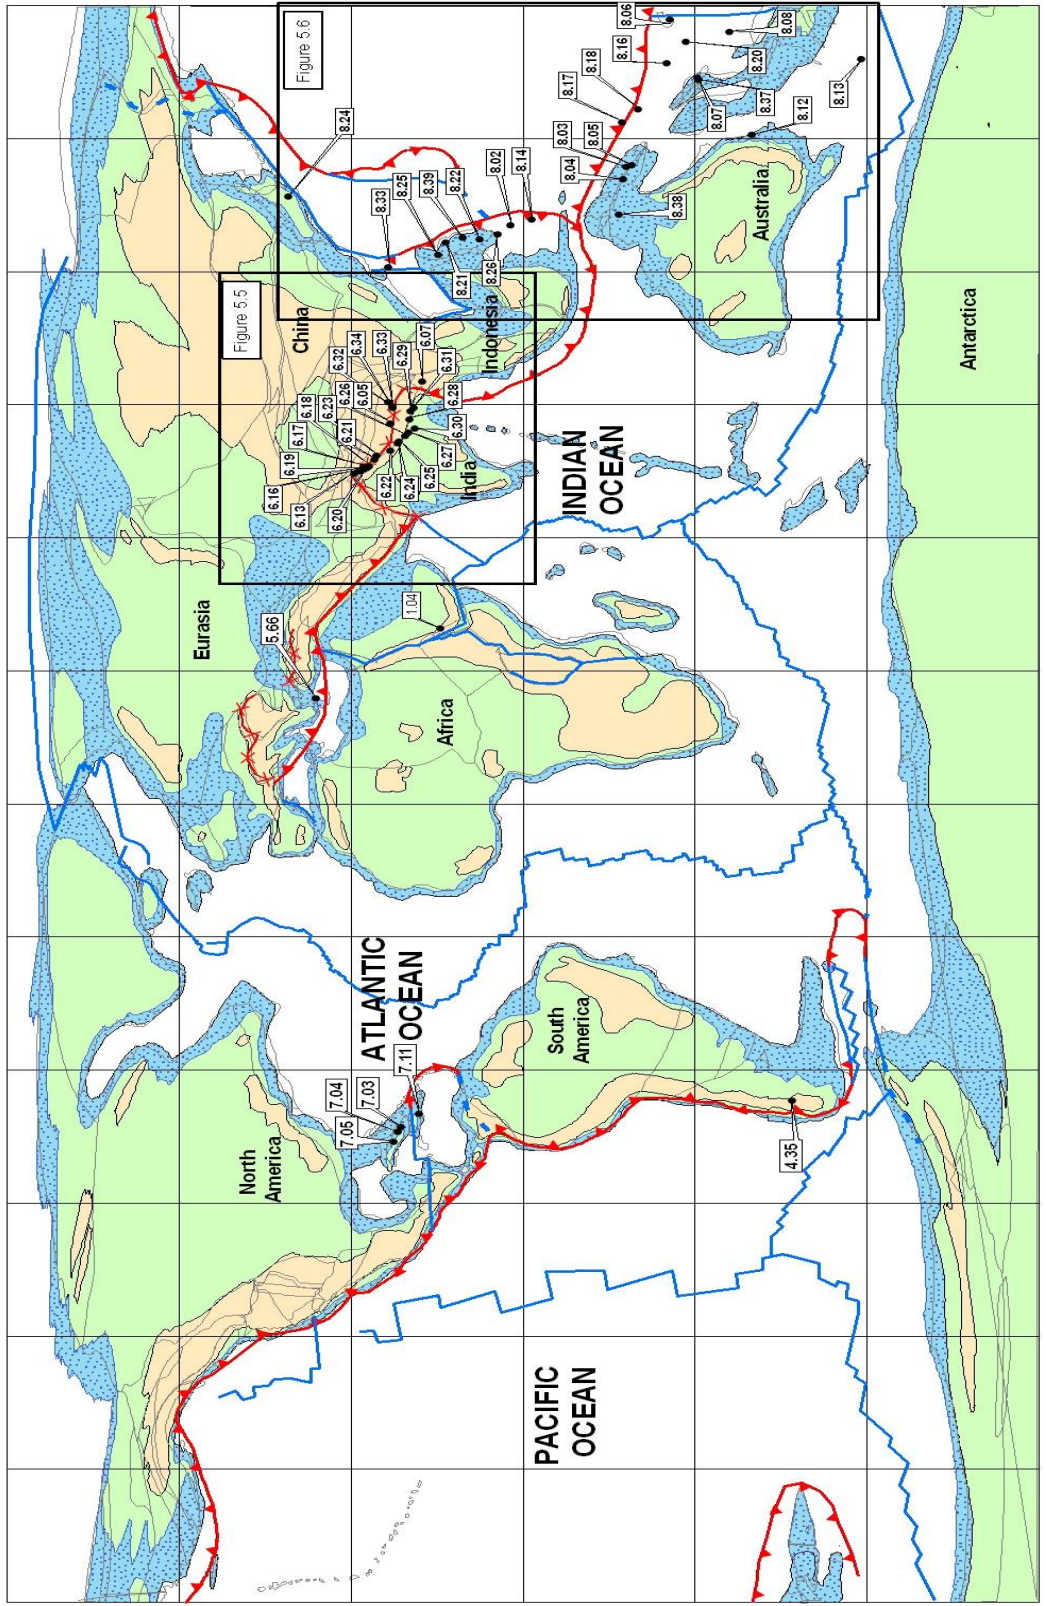 Figure 5.6
8.06
8.08
8.16
8.20
8.18
8.17
8.37
8.07
8.13
8.12
8.03
8.05
8.04
8.38
Australia
8.24
8.02
8.14
8.22
8.39
8.25
8.33
8.21
8.26
Figure 5.5
China
Indonesia
6.07
6.33
6.34
6.32
6.29
6.31
6.05
6.26
6.28
6.23
6.18
6.30
6.21
6.17
6.27
6.19
6.25
6.24
6.22
6.16
6.13
6.20
India
INDIAN
OCEAN
Antarctica
Eurasia
5.66
1.04
Africa
ATLANTIC
OCEAN
South
America
7.11
7.04
7.03
7.05
North
America
4.35
PACIFIC
OCEAN